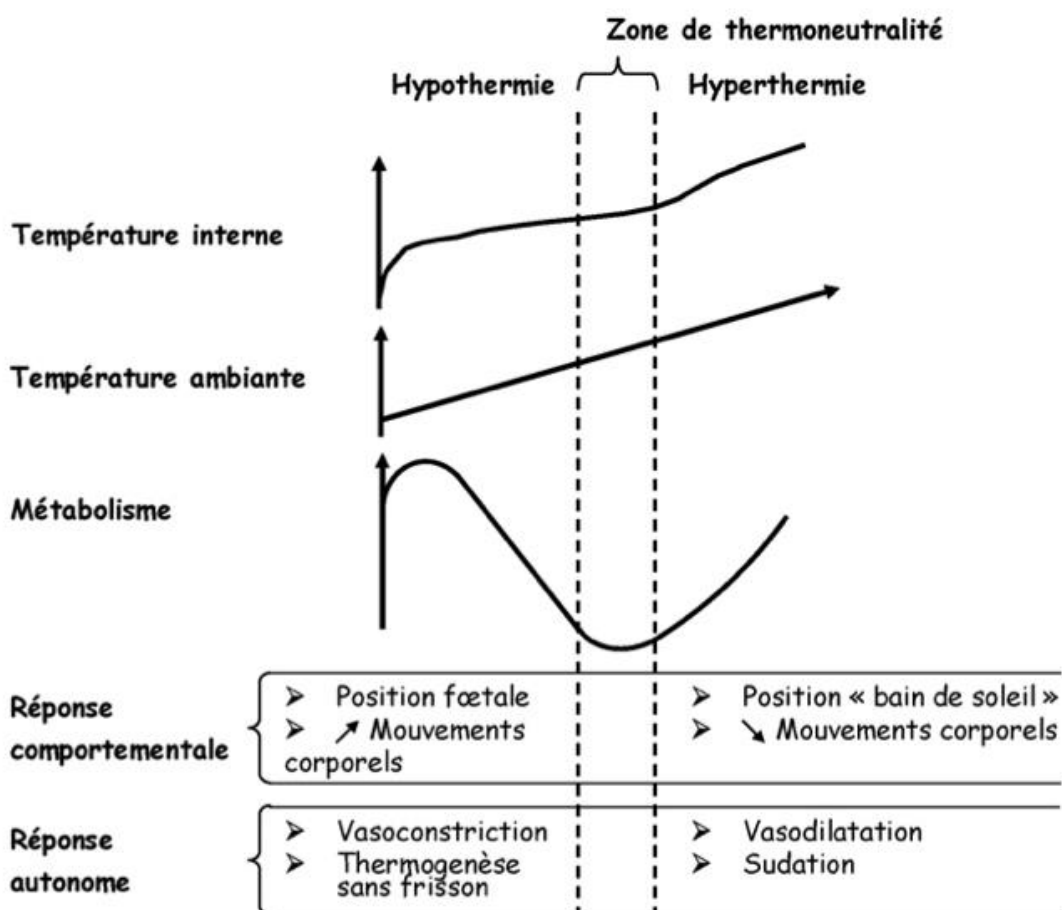 Zone de thermoneutralité
Hypothermie
Hyperthermie
Température interne
Température ambiante
Métabolisme
Réponse
comportementale
➢ Position fœtale
➢ ↗ Mouvements
corporels
➢ Position « bain de soleil »
➢ ↘ Mouvements corporels
Réponse
autonome
➢ Vasoconstriction
➢ Thermogenèse
sans frisson
➢ Vasodilatation
➢ Sudation